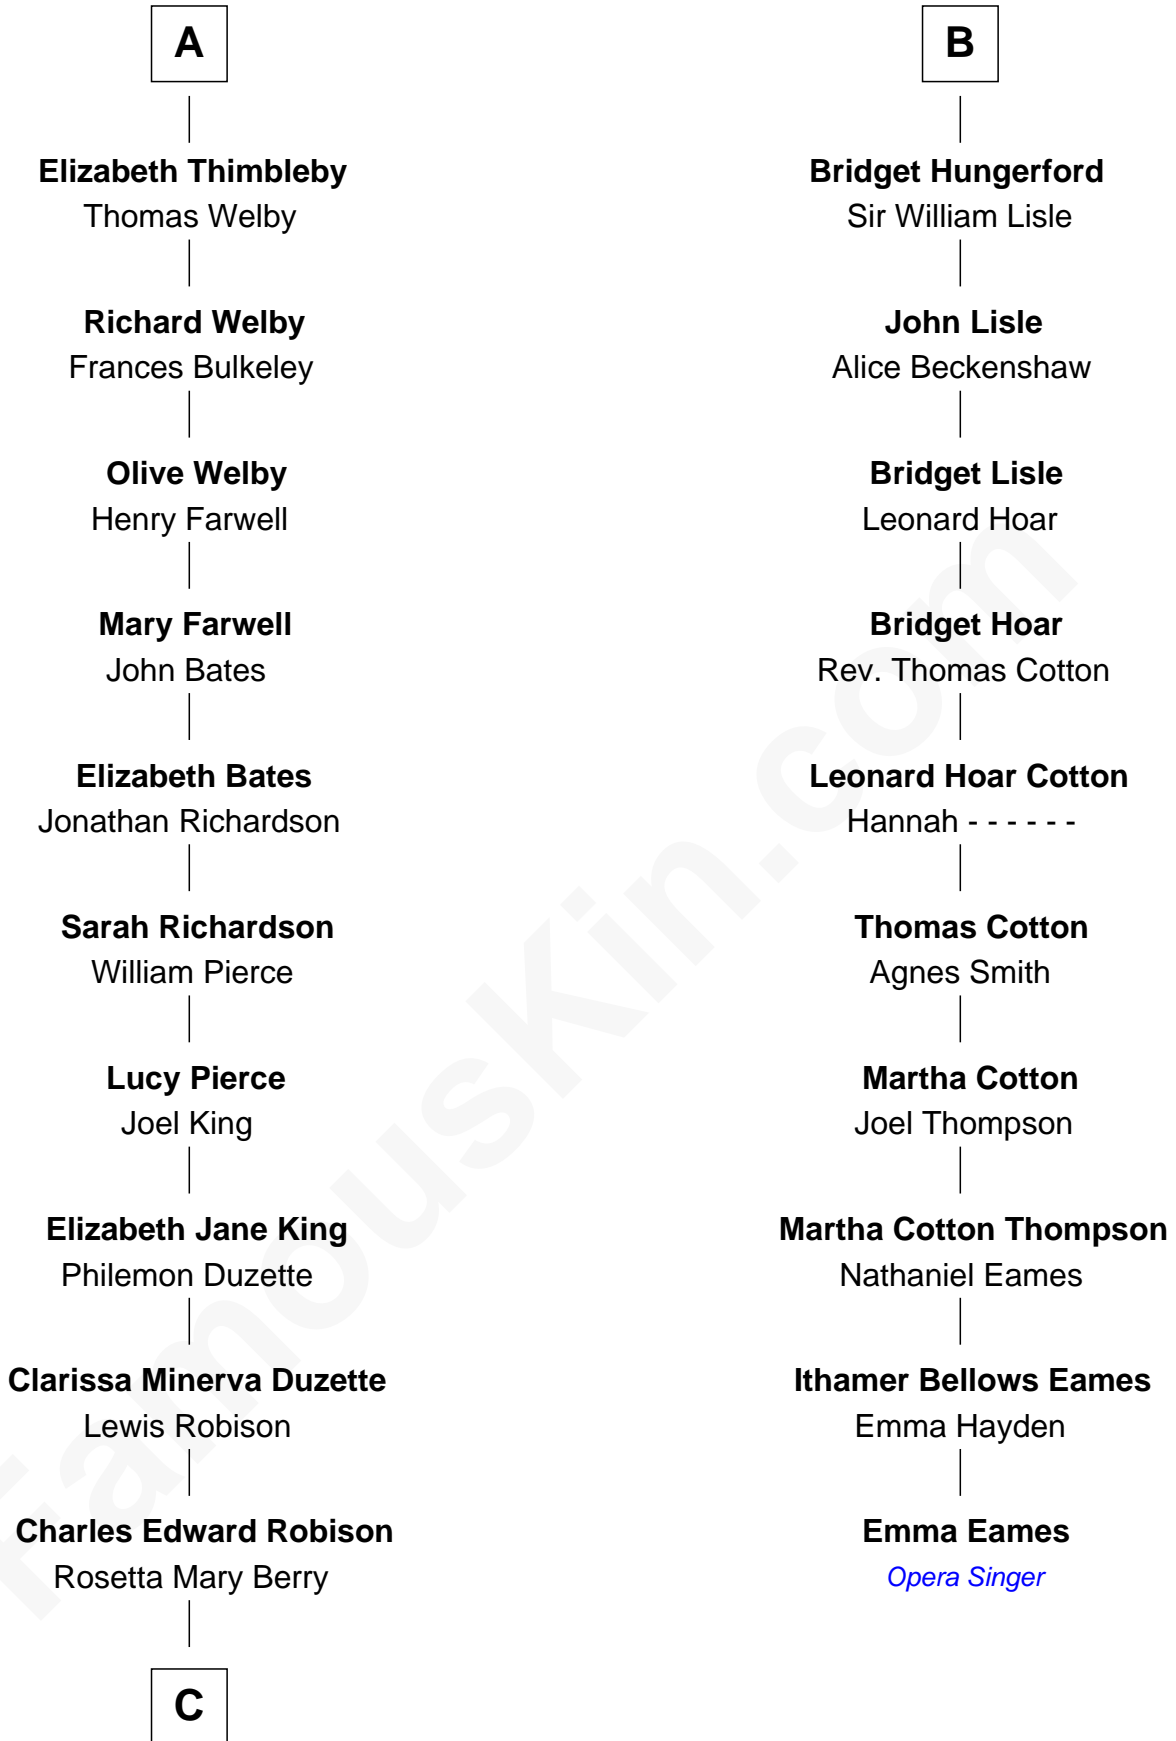 A
Elizabeth Thimbleby
Thomas Welby
Richard Welby
Frances Bulkeley
Olive Welby
Henry Farwell
Mary Farwell
John Bates
Elizabeth Bates
Jonathan Richardson
Sarah Richardson
William Pierce
Lucy Pierce
Joel King
Elizabeth Jane King
Philemon Duzette
Clarissa Minerva Duzette
Lewis Robison
Charles Edward Robison
Rosetta Mary Berry
C
B
Bridget Hungerford
Sir William Lisle
John Lisle
Alice Beckenshaw
Bridget Lisle
Leonard Hoar
Bridget Hoar
Rev. Thomas Cotton
Leonard Hoar Cotton
Hannah - - - - - -
Thomas Cotton
Agnes Smith
Martha Cotton
Joel Thompson
Martha Cotton Thompson
Nathaniel Eames
Ithamer Bellows Eames
Emma Hayden
Emma Eames
Opera Singer
FamousKin.com